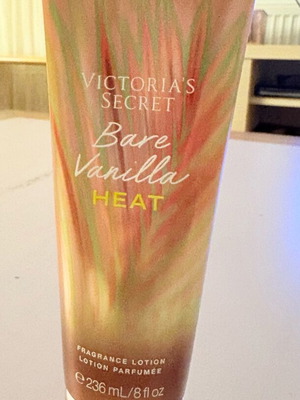 VICTORIA'S
SECRET
Bare
Vanilla
HEAT
FRAGRANCE LOTION
LOTION PARFUMÉE
℮ 236 mL/8 fl oz